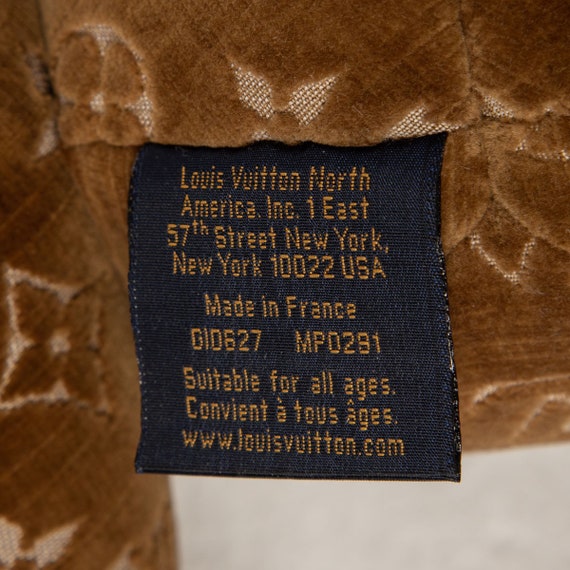 Louis Vuitton North
America. Inc. 1 East
57th Street New York,
New York 10022 USA
Made in France
DI0627 MP0291
Suitable for all ages.
Convient à tous âges.
www.louisvuitton.com